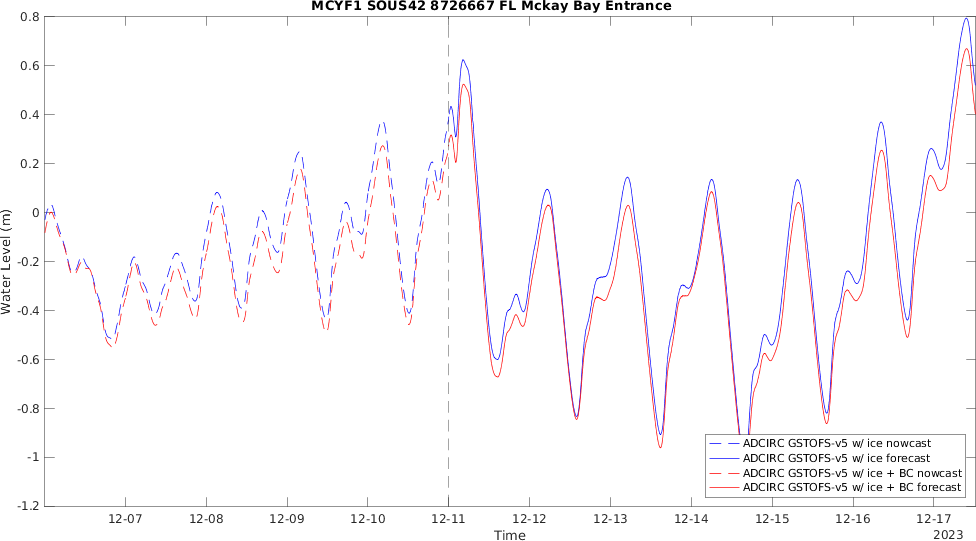 MCYF1 SOUS42 8726667 FL Mckay Bay Entrance
Water Level (m)
0.8
0.6
0.4
0.2
0
-0.2
-0.4
-0.6
-0.8
-1
-1.2
ADCIRC GSTOFS-v5 w/ ice nowcast
ADCIRC GSTOFS-v5 w/ ice forecast
ADCIRC GSTOFS-v5 w/ ice + BC nowcast
ADCIRC GSTOFS-v5 w/ ice + BC forecast
12-07 12-08 12-09 12-10 12-11 12-12 12-13 12-14 12-15 12-16 12-17
Time
2023